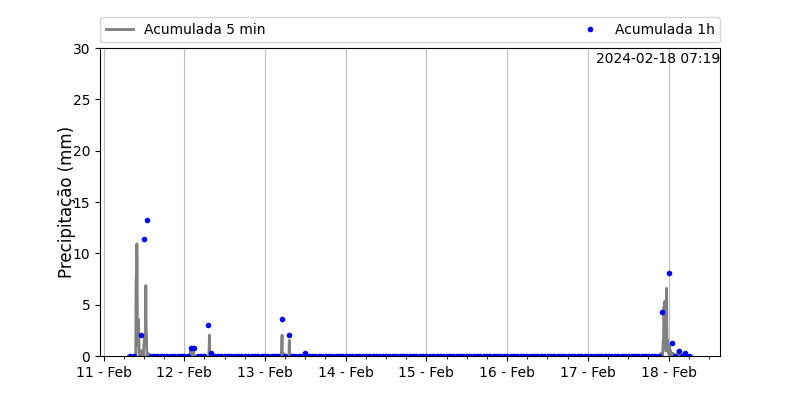 Acumulada 5 min
Acumulada 1h
2024-02-18 07:19
Precipitação (mm)
30
25
20
15
10
5
0
11 - Feb
12 - Feb
13 - Feb
14 - Feb
15 - Feb
16 - Feb
17 - Feb
18 - Feb